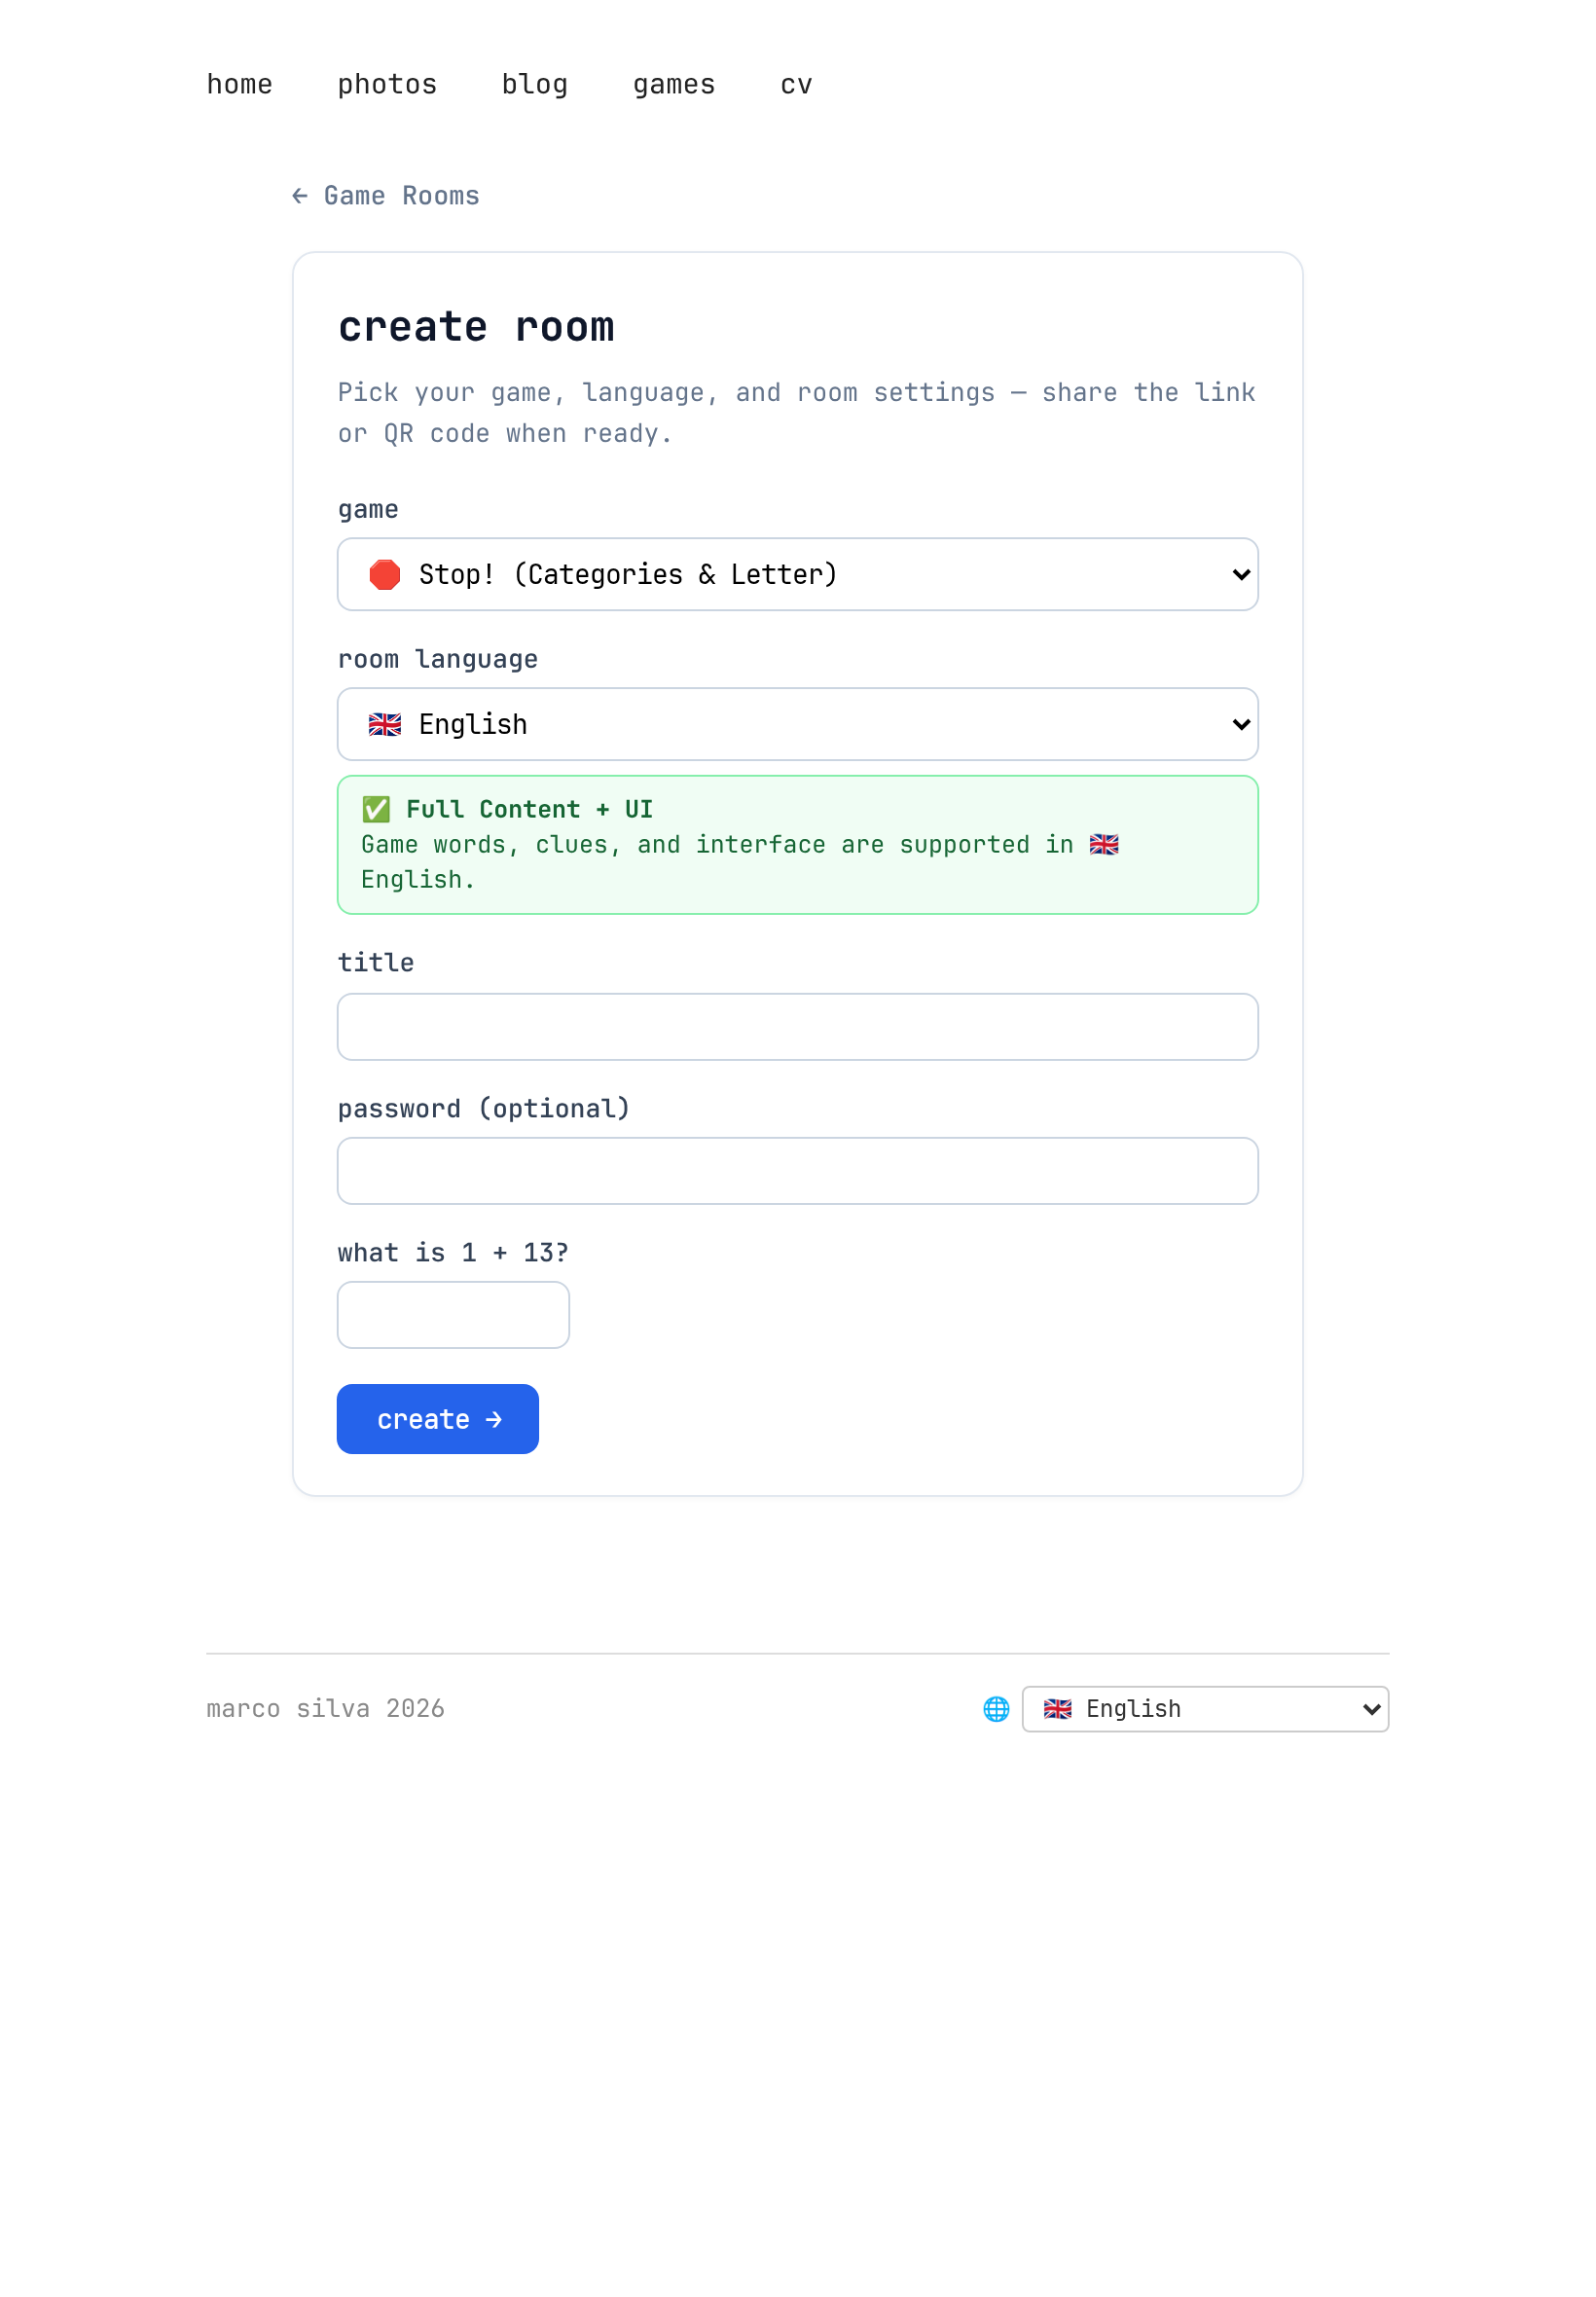 home photos blog games cv
← Game Rooms
create room
Pick your game, language, and room settings — share the link
or QR code when ready.
game
🛑 Stop! (Categories & Letter)
room language
🇬🇧 English
✅ Full Content + UI
Game words, clues, and interface are supported in 🇬🇧
English.
title
password (optional)
what is 1 + 13?
create →
marco silva 2026
🌐 🇬🇧 English